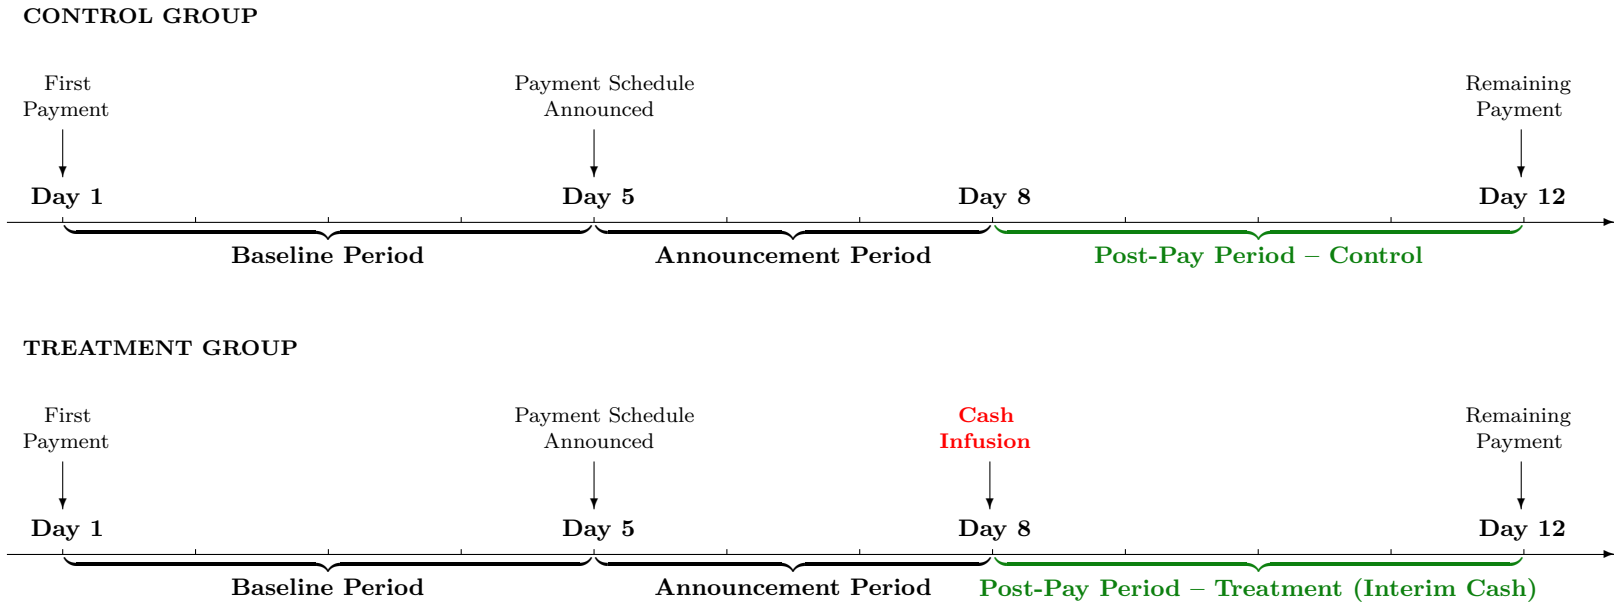 CONTROL GROUP
First
Payment
Payment Schedule
Announced
Remaining
Payment
Day 1
Day 5
Day 8
Day 12
Baseline Period
Announcement Period
Post-Pay Period – Control
TREATMENT GROUP
First
Payment
Payment Schedule
Announced
Cash
Infusion
Remaining
Payment
Day 1
Day 5
Day 8
Day 12
Baseline Period
Announcement Period
Post-Pay Period – Treatment (Interim Cash)